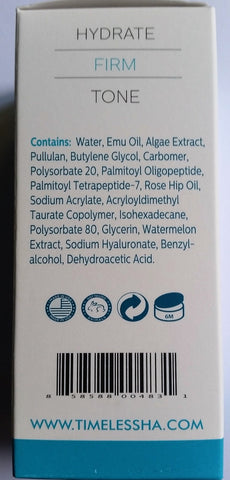 HYDRATE
FIRM
TONE
Contains: Water, Emu Oil, Algae Extract,
Pullulan, Butylene Glycol, Carbomer,
Polysorbate 20, Palmitoyl Oligopeptide,
Palmitoyl Tetrapeptide-7, Rose Hip Oil,
Sodium Acrylate, Acryloyldimethyl
Taurate Copolymer, Isohexadecane,
Polysorbate 80, Glycerin, Watermelon
Extract, Sodium Hyaluronate, Benzyl-
alcohol, Dehydroacetic Acid.
6M
8 58588 00483 1
WWW.TIMELESSHA.COM